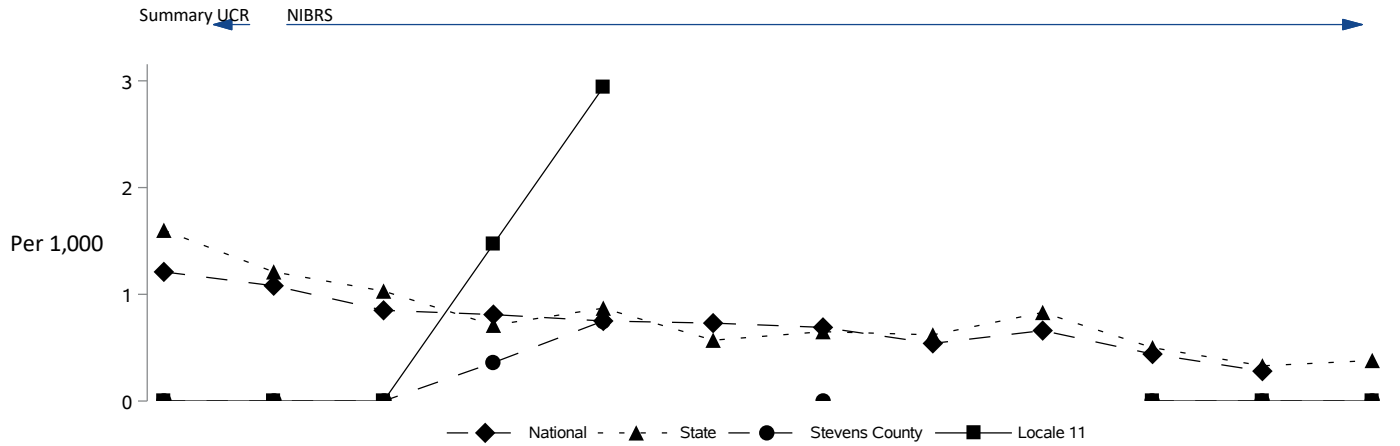 Summary UCR NIBRS
3
2
Per 1,000
1
0
National State Stevens County Locale 11